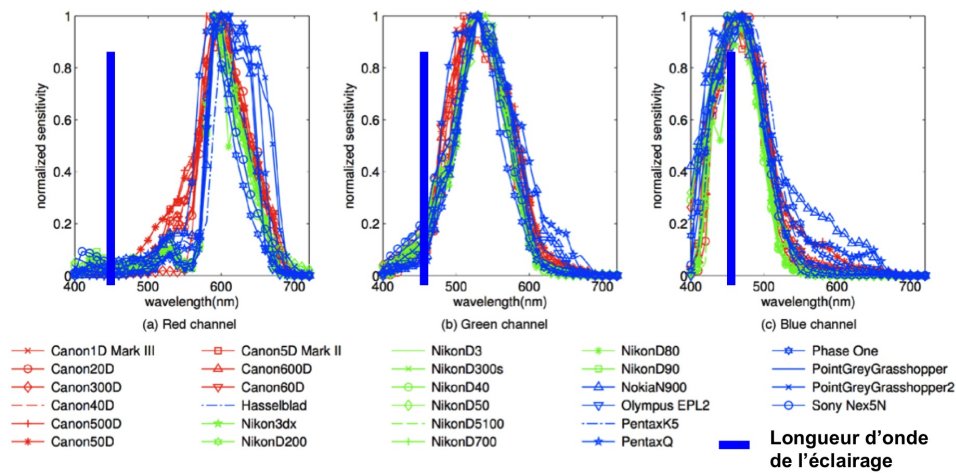 1
0.8
0.6
0.4
0.2
0
normalized sensitivity
400 500 600 700
wavelength(nm)
(a) Red channel
1
0.8
0.6
0.4
0.2
0
normalized sensitivity
400 500 600 700
wavelength(nm)
(b) Green channel
1
0.8
0.6
0.4
0.2
0
normalized sensitivity
400 500 600 700
wavelength(nm)
(c) Blue channel
Canon1D Mark III
Canon20D
Canon300D
Canon40D
Canon500D
Canon50D
Canon5D Mark II
Canon600D
Canon60D
Hasselblad
Nikon3dx
NikonD200
NikonD3
NikonD300s
NikonD40
NikonD50
NikonD5100
NikonD700
NikonD80
NikonD90
NokiaN900
Olympus EPL2
PentaxK5
PentaxQ
Phase One
PointGreyGrasshopper
PointGreyGrasshopper2
Sony Nex5N
Longueur d'onde
de l'éclairage